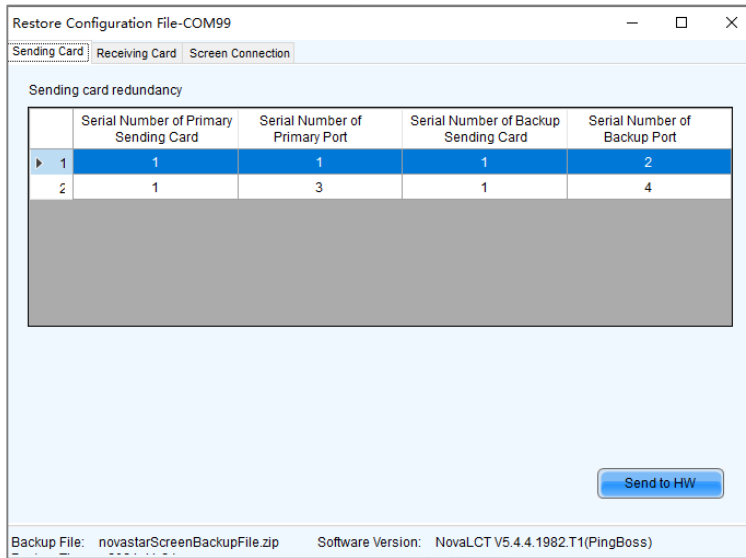 Restore Configuration File-COM99
Sending Card Receiving Card Screen Connection
Sending card redundancy
Serial Number of Primary Sending Card Serial Number of Primary Port Serial Number of Backup Sending Card Serial Number of Backup Port
1 1 1 1 2
2 1 3 1 4
Send to HW
Backup File: novastarScreenBackupFile.zip Software Version: NovaLCT V5.4.4.1982.T1(PingBoss)